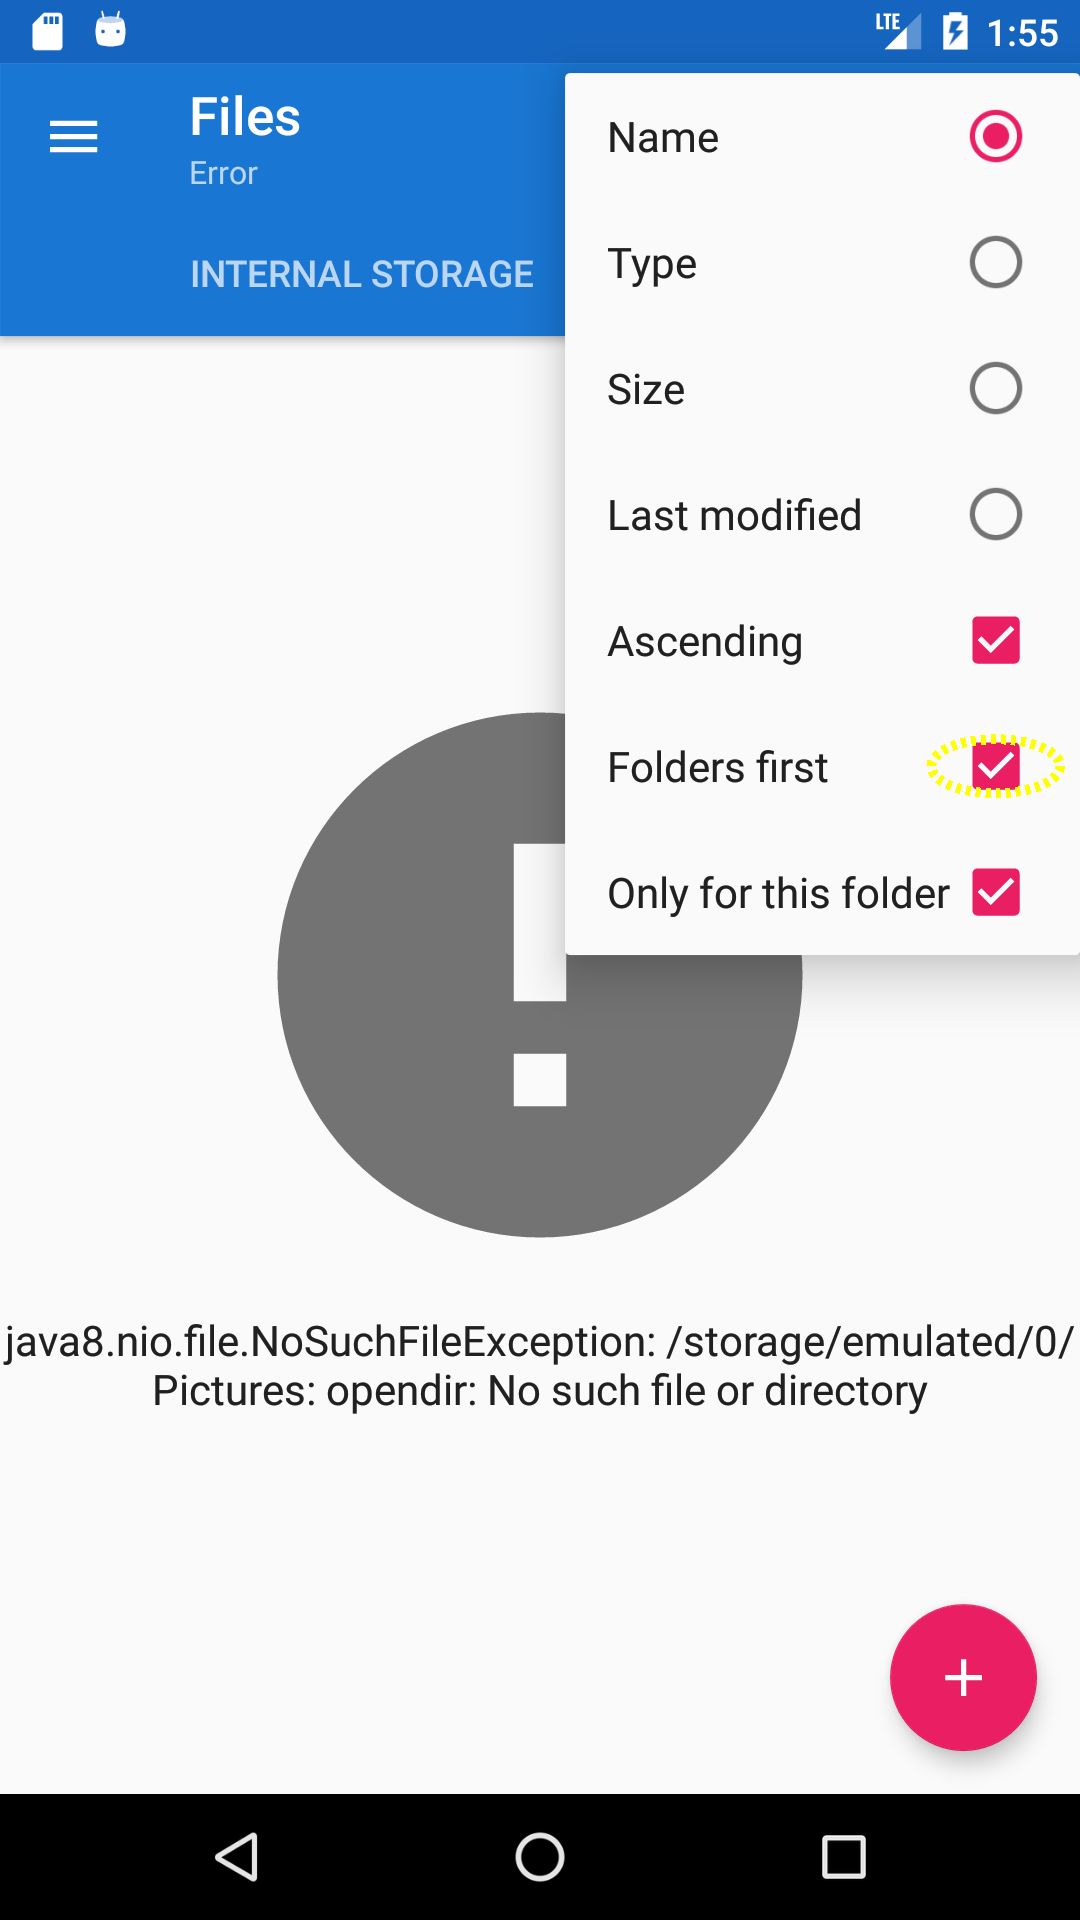 LTE 1:55
Files
Error
INTERNAL STORAGE
Name
Type
Size
Last modified
Ascending
Folders first
Only for this folder
java8.nio.file.NoSuchFileException: /storage/emulated/0/
Pictures: opendir: No such file or directory